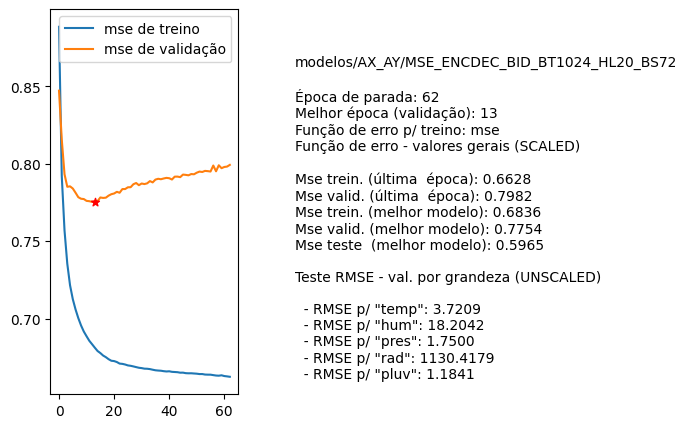 mse de treino
mse de validação
0.85
0.80
0.75
0.70
0
20
40
60
modelos/AX_AY/MSE_ENCDEC_BID_BT1024_HL20_BS72
Época de parada: 62
Melhor época (validação): 13
Função de erro p/ treino: mse
Função de erro - valores gerais (SCALED)
Mse trein. (última  época): 0.6628
Mse valid. (última  época): 0.7982
Mse trein. (melhor modelo): 0.6836
Mse valid. (melhor modelo): 0.7754
Mse teste  (melhor modelo): 0.5965
Teste RMSE - val. por grandeza (UNSCALED)
- RMSE p/ "temp": 3.7209
- RMSE p/ "hum": 18.2042
- RMSE p/ "pres": 1.7500
- RMSE p/ "rad": 1130.4179
- RMSE p/ "pluv": 1.1841